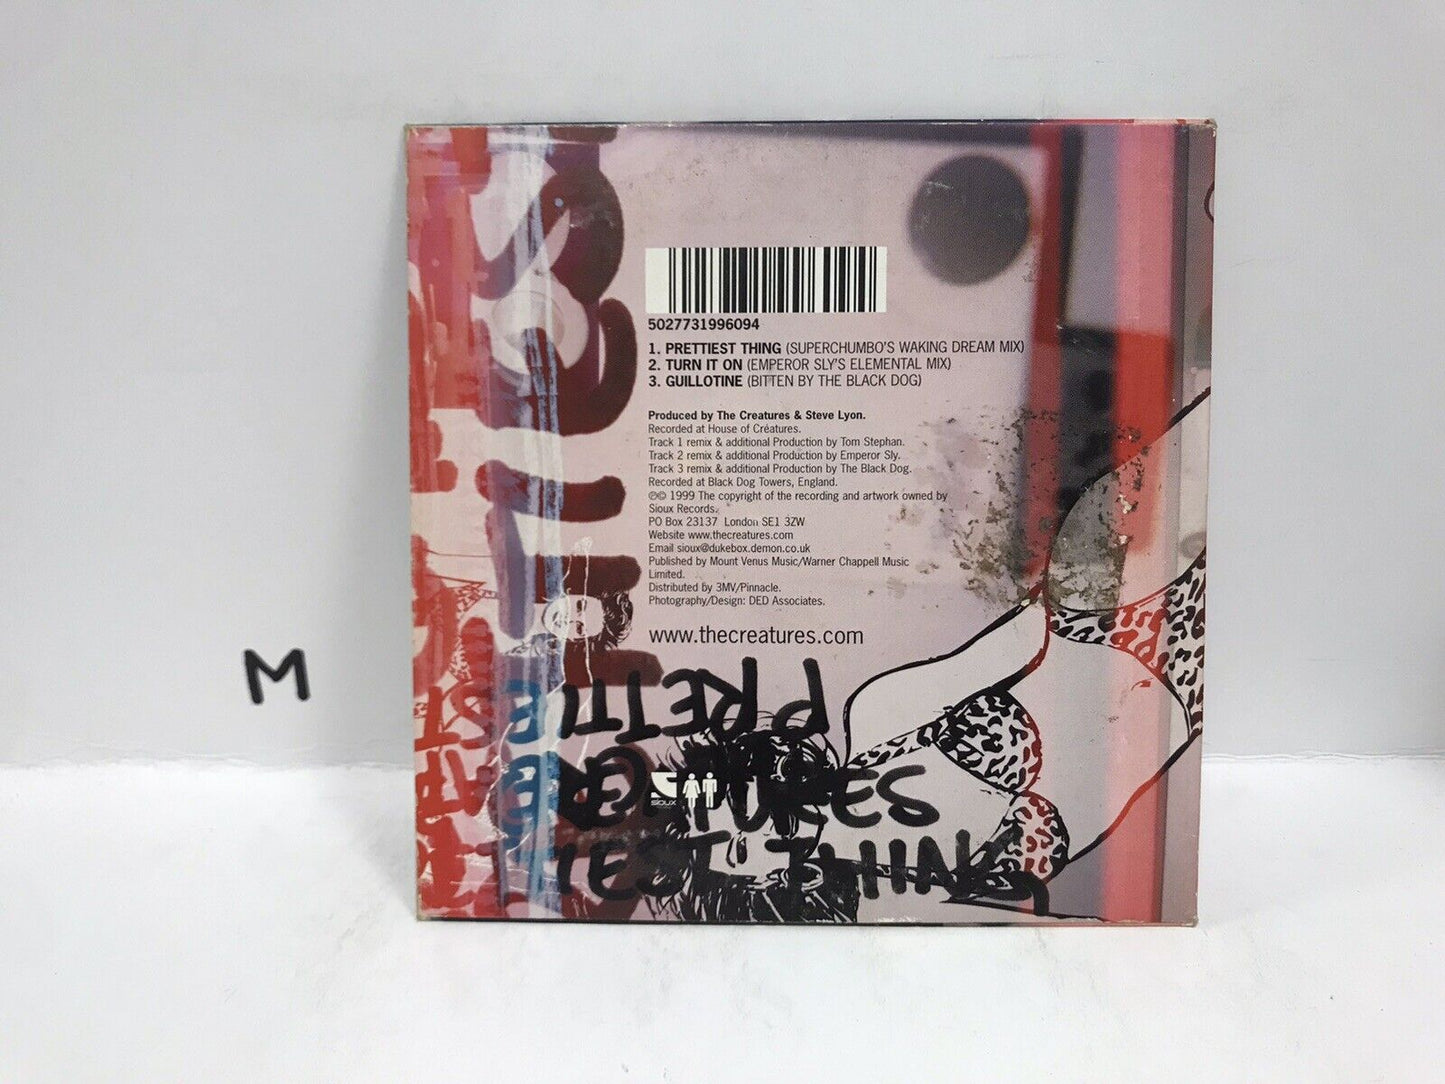 5027731996094
1. PRETTIEST THING (SUPERCHUMBO'S WAKING DREAM MIX)
2. TURN IT ON (EMPEROR SLY'S ELEMENTAL MIX)
3. GUILLOTINE (BITTEN BY THE BLACK DOG)
Produced by The Creatures & Steve Lyon.
Recorded at House of Créatures.
Track 1 remix & additional Production by Tom Stephan.
Track 2 remix & additional Production by Emperor Sly.
Track 3 remix & additional Production by The Black Dog.
Recorded at Black Dog Towers, England.
℗© 1999 The copyright of the recording and artwork owned by
Sioux Records.
PO Box 23137 London SE1 3ZW
Website www.thecreatures.com
Email sioux@dukebox.demon.co.uk
Published by Mount Venus Music/Warner Chappell Music
Limited.
Distributed by 3MV/Pinnacle.
Photography/Design: DED Associates.
www.thecreatures.com
M
PRETTI
SIOUX
TURES
TIEST THING